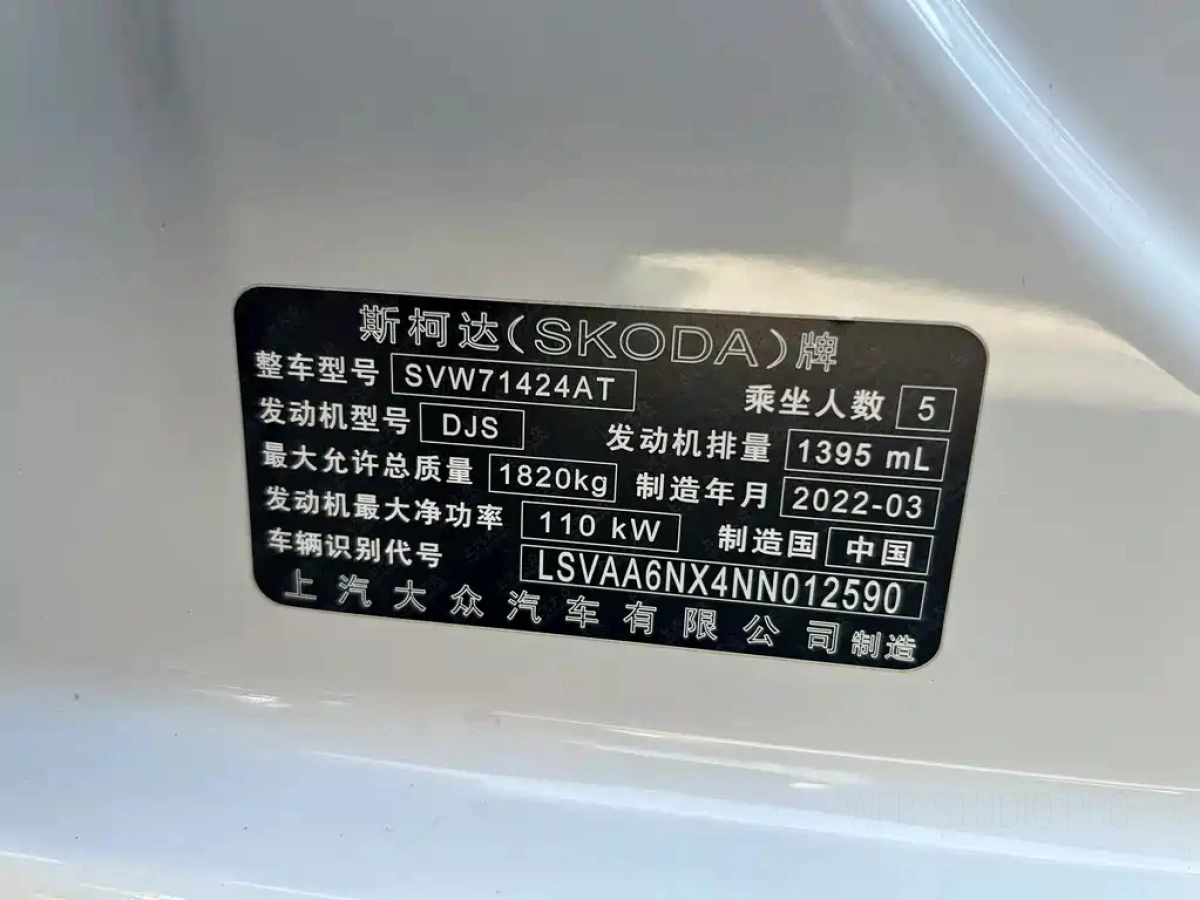 斯柯达(SKODA)牌
整车型号 SVW71424AT 乘坐人数 5
发动机型号 DJS 发动机排量 1395 mL
最大允许总质量 1820kg 制造年月 2022-03
发动机最大净功率 110 kW 制造国 中国
车辆识别代号 LSVAA6NX4NN012590
上汽大众汽车有限公司制造
WEB-STUDIO PRO